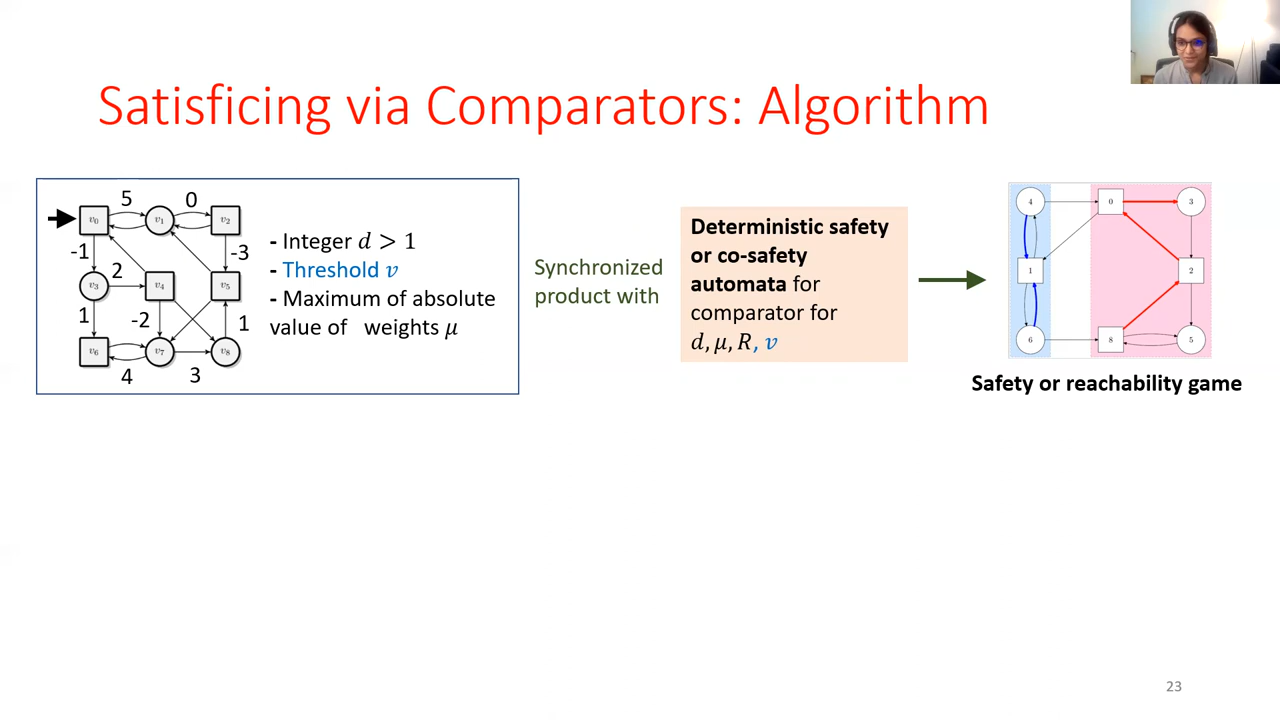 Satisficing via Comparators: Algorithm
5
0
v₀
v₁
v₂
-1
2
-3
v₃
v₄
v₅
1
-2
1
v₆
v₇
v₈
4
3
- Integer d > 1
- Threshold v
- Maximum of absolute
value of weights μ
Synchronized
product with
Deterministic safety
or co-safety
automata for
comparator for
d, μ, R, v
4
0
3
1
2
6
8
5
Safety or reachability game
23